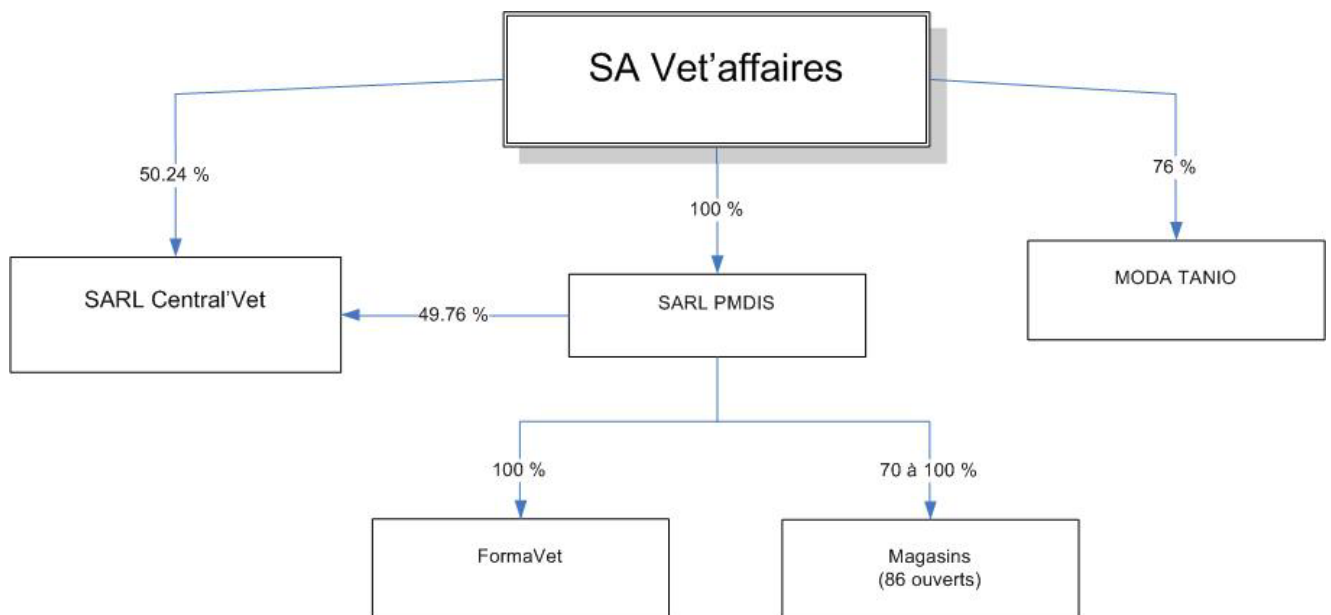 SA Vet'affaires
50.24 %
76 %
100 %
MODA TANIO
SARL Central'Vet
SARL PMDIS
49.76 %
100 %
70 à 100 %
FormaVet
Magasins
(86 ouverts)